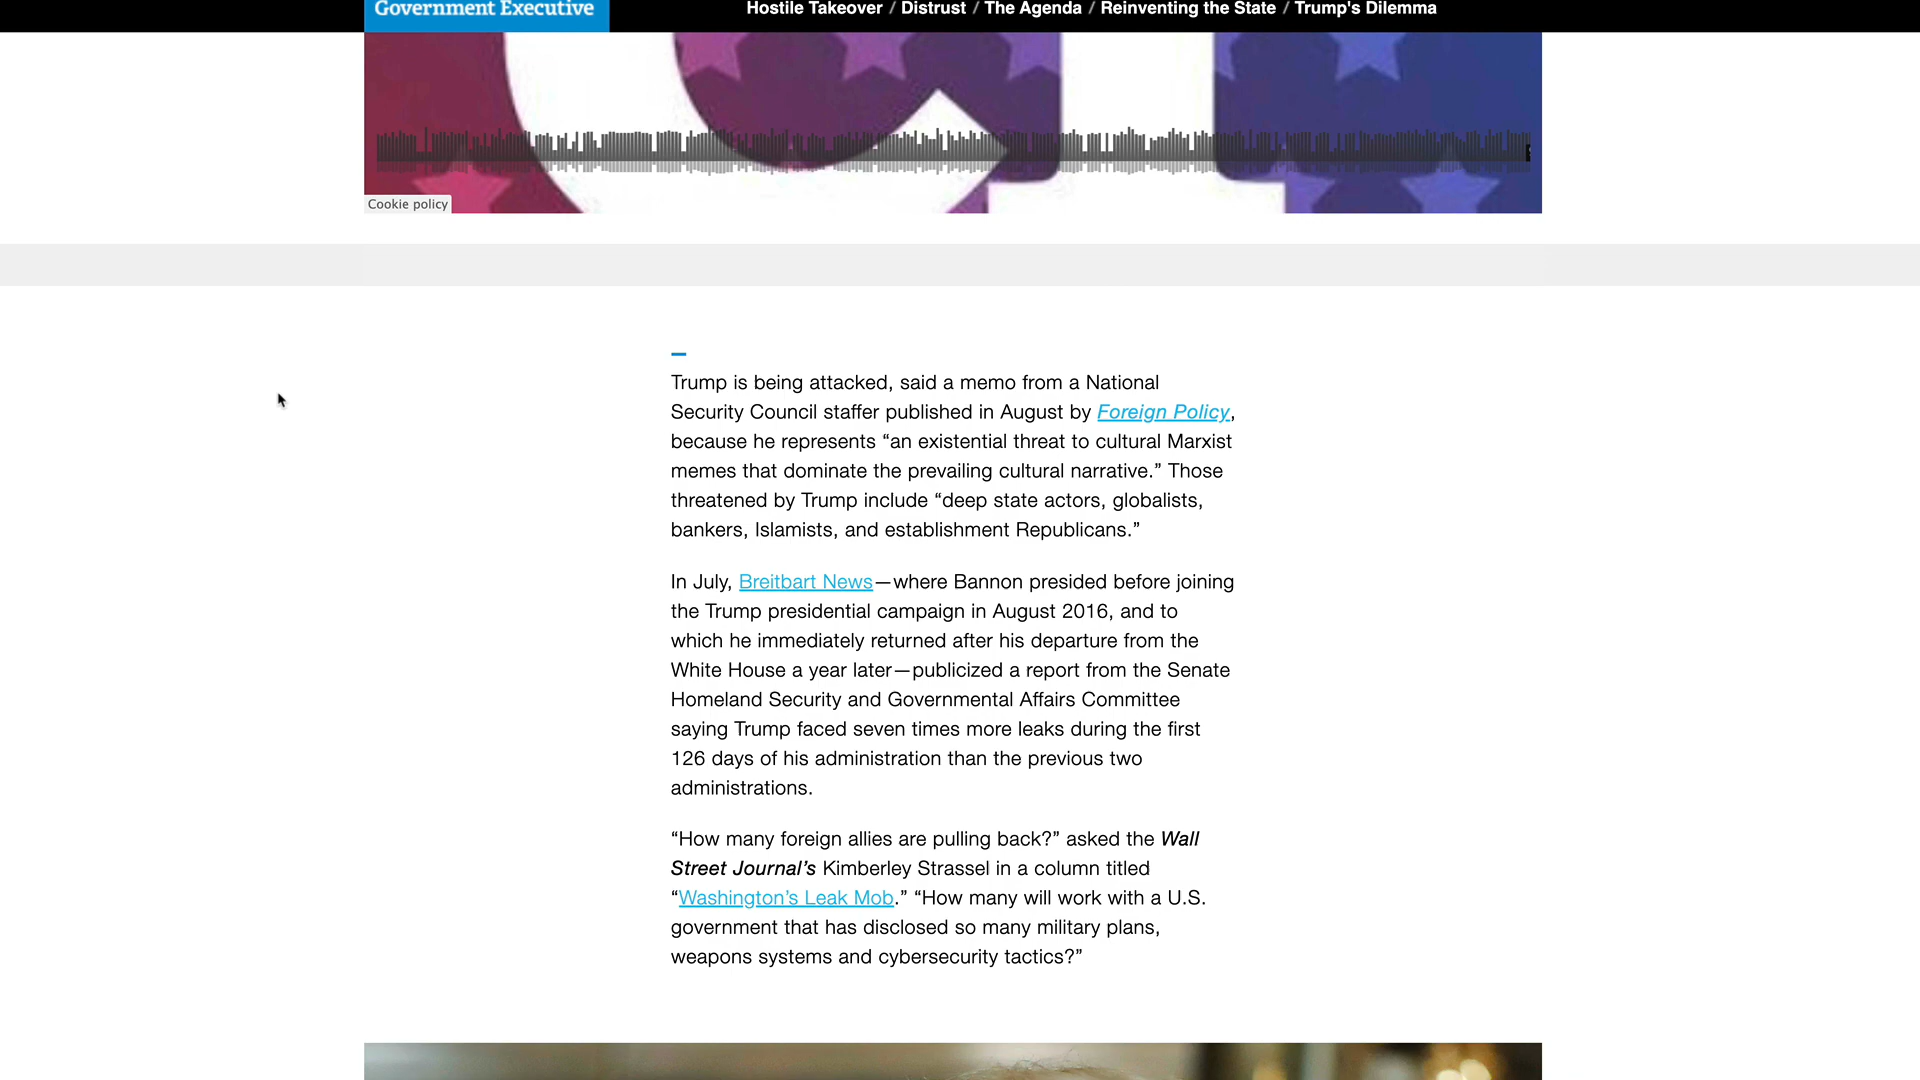 Government Executive
Hostile Takeover / Distrust / The Agenda / Reinventing the State / Trump's Dilemma
Cookie policy
Trump is being attacked, said a memo from a National
Security Council staffer published in August by Foreign Policy,
because he represents “an existential threat to cultural Marxist
memes that dominate the prevailing cultural narrative.” Those
threatened by Trump include “deep state actors, globalists,
bankers, Islamists, and establishment Republicans.”
In July, Breitbart News—where Bannon presided before joining
the Trump presidential campaign in August 2016, and to
which he immediately returned after his departure from the
White House a year later—publicized a report from the Senate
Homeland Security and Governmental Affairs Committee
saying Trump faced seven times more leaks during the first
126 days of his administration than the previous two
administrations.
“How many foreign allies are pulling back?” asked the Wall
Street Journal’s Kimberley Strassel in a column titled
“Washington’s Leak Mob.” “How many will work with a U.S.
government that has disclosed so many military plans,
weapons systems and cybersecurity tactics?”